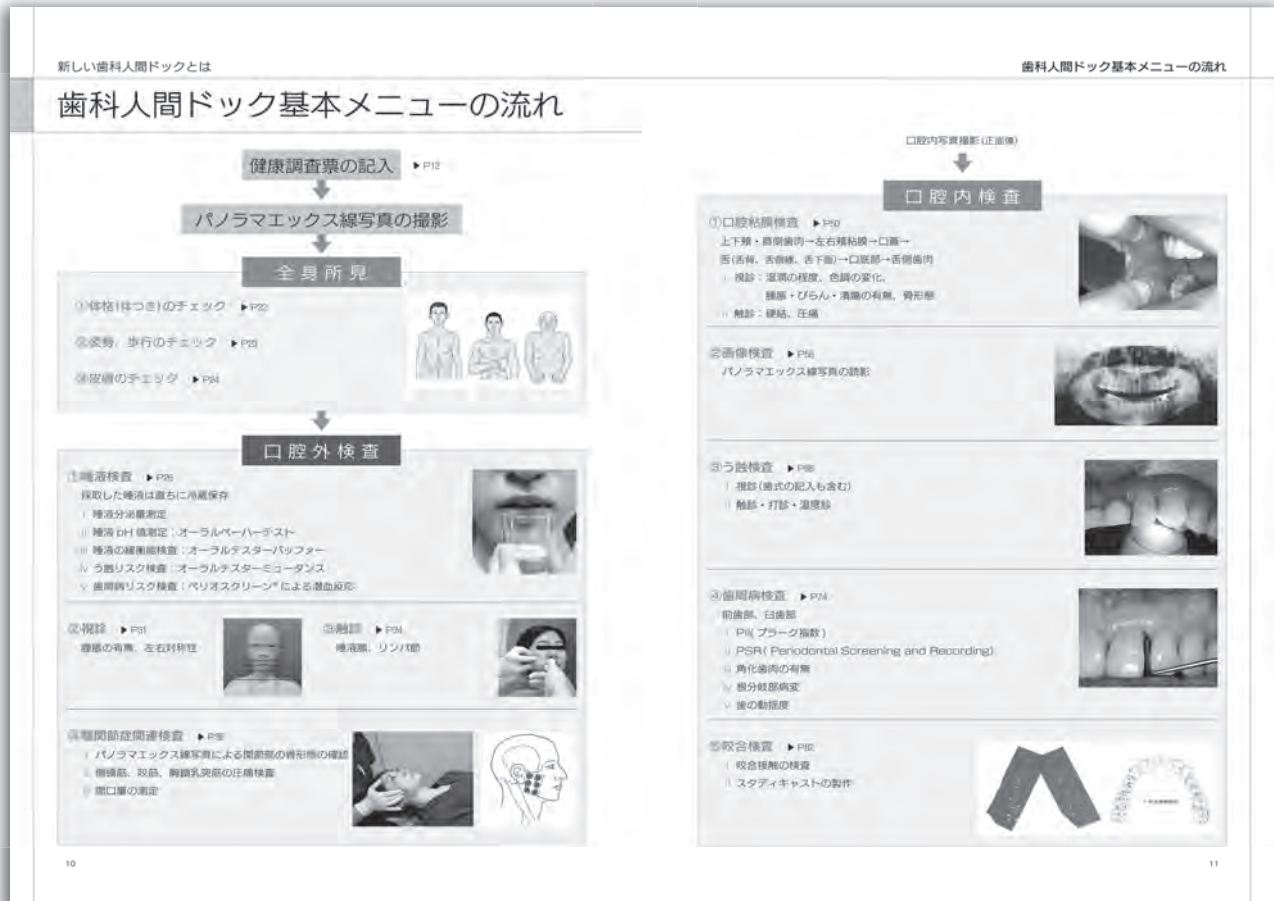 新しい歯科人間ドックとは
歯科人間ドック基本メニューの流れ
健康調査票の記入 ▶P12
パノラマエックス線写真の撮影
全身所見
①体格(体つき)のチェック ▶P22
②姿勢、歩行のチェック ▶P23
③皮膚のチェック ▶P24
口腔外検査
①唾液検査 ▶P26
採取した唾液は直ちに冷蔵保存
ⅰ 唾液分泌量測定
ⅱ 唾液 pH 値測定:オーラルペーハーテスト
ⅲ 唾液の緩衝能検査:オーラルテスターバッファー
ⅳ う蝕リスク検査:オーラルテスターミュータンス
ⅴ 歯周病リスク検査:ペリオスクリーン®による潜血反応
②視診 ▶P31
腫脹の有無、左右対称性
③触診 ▶P34
唾液腺、リンパ節
④顎関節症関連検査
ⅰ パノラマエックス線写真による関節部の骨形態の確認
ⅱ 側頭筋、咬筋、胸鎖乳突筋の圧痛検査
ⅲ 開口量の測定
10
歯科人間ドック基本メニューの流れ
口腔内写真撮影(正面像)
口腔内検査
①口腔粘膜検査 ▶P50
上下顎・唇側歯肉→左右頬粘膜→口蓋→
舌(舌背、舌側縁、舌下面)→口底部→舌側歯肉
ⅰ 視診:湿潤の程度、色調の変化、
腫脹・びらん・潰瘍の有無、骨形態
ⅱ 触診:硬結、圧痛
②画像検査
パノラマエックス線写真の読影
③う蝕検査
ⅰ 視診(歯式の記入も含む)
ⅱ 触診・打診・温度診
④歯周病検査 ▶P74
前歯部、臼歯部
ⅰ PlI(プラーク指数)
ⅱ PSR(Periodontal Screening and Recording)
ⅲ 角化歯肉の有無
ⅳ 根分岐部病変
ⅴ 歯の動揺度
⑤咬合検査 ▶P82
ⅰ 咬合接触の検査
ⅱ スタディキャストの製作
11